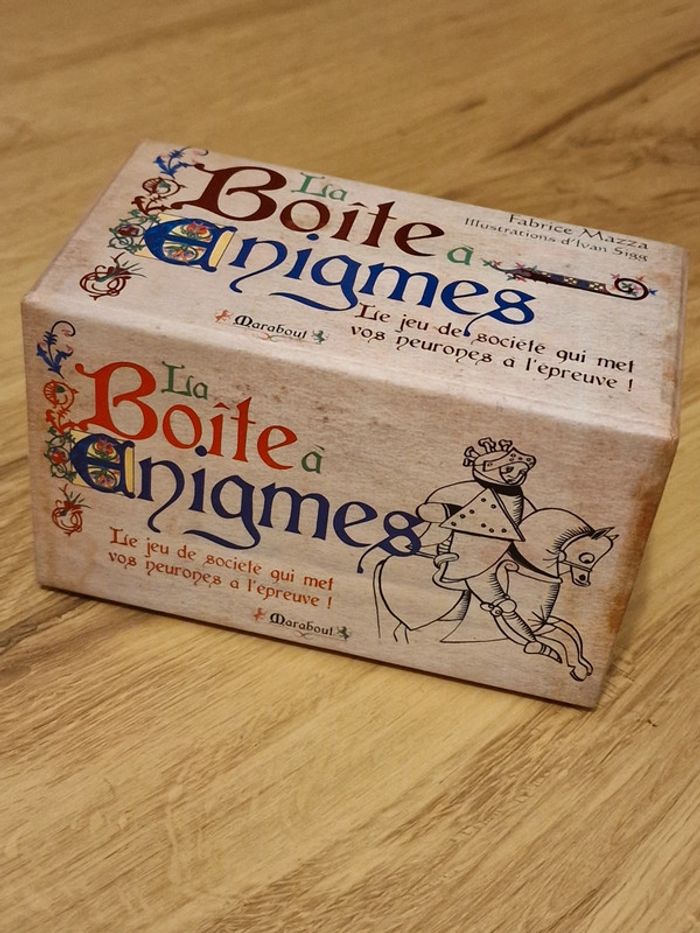 La
Boîte à
Enigmes
Fabrice Mazza
Illustrations d'Ivan Sigg
Le jeu de société qui met
vos neurones à l'épreuve !
Marabout
La
Boîte à
Enigmes
Le jeu de société qui met
vos neurones à l'épreuve !
Marabout